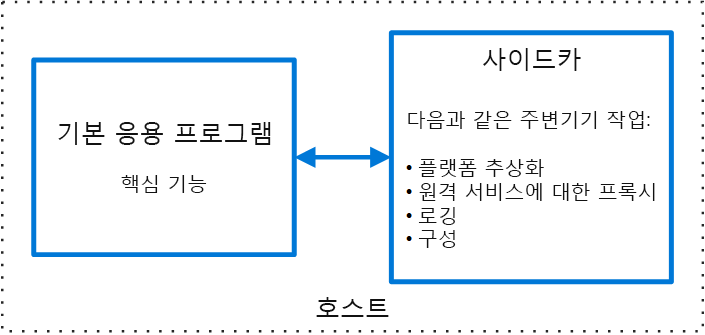 기본 응용 프로그램
핵심 기능
사이드카
다음과 같은 주변기기 작업:
• 플랫폼 추상화
• 원격 서비스에 대한 프록시
• 로깅
• 구성
호스트